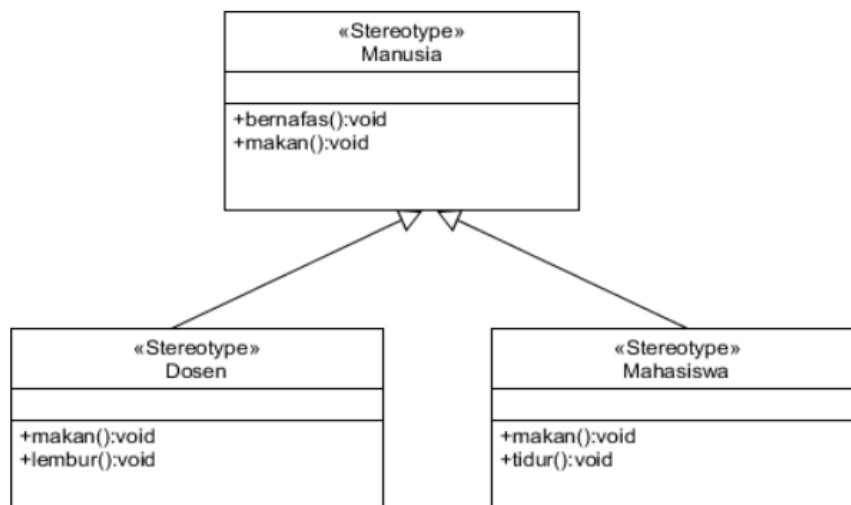 «Stereotype»
Manusia
+bernafas():void
+makan():void
«Stereotype»
Dosen
+makan():void
+lembur():void
«Stereotype»
Mahasiswa
+makan():void
+tidur():void